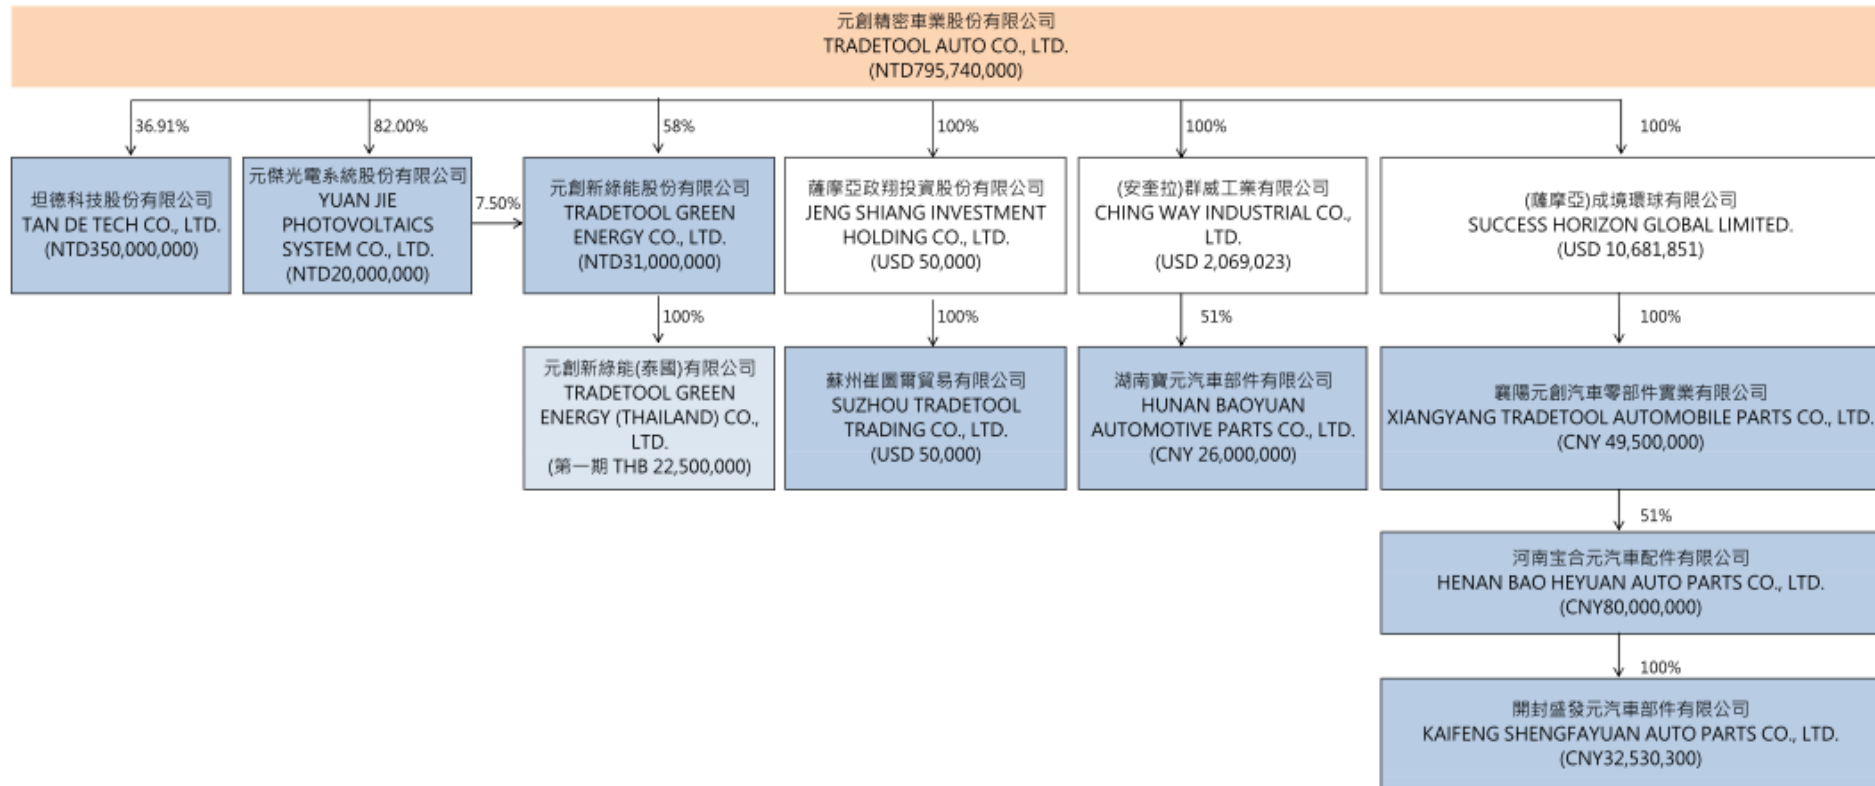 元創精密車業股份有限公司
TRADETOOL AUTO CO., LTD.
(NTD795,740,000)
36.91%
82.00%
58%
100%
100%
100%
坦德科技股份有限公司
TAN DE TECH CO., LTD.
(NTD350,000,000)
元傑光電系統股份有限公司
YUAN JIE
PHOTOVOLTAICS
SYSTEM CO., LTD.
(NTD20,000,000)
7.50%
元創新綠能股份有限公司
TRADETOOL GREEN
ENERGY CO., LTD.
(NTD31,000,000)
薩摩亞政翔投資股份有限公司
JENG SHIANG INVESTMENT
HOLDING CO., LTD.
(USD 50,000)
(安奎拉)群威工業有限公司
CHING WAY INDUSTRIAL CO.,
LTD.
(USD 2,069,023)
(薩摩亞)成境環球有限公司
SUCCESS HORIZON GLOBAL LIMITED.
(USD 10,681,851)
100%
100%
51%
100%
元創新綠能(泰國)有限公司
TRADETOOL GREEN
ENERGY (THAILAND) CO.,
LTD.
(第一期 THB 22,500,000)
蘇州崔圖爾貿易有限公司
SUZHOU TRADETOOL
TRADING CO., LTD.
(USD 50,000)
湖南寶元汽車部件有限公司
HUNAN BAOYUAN
AUTOMOTIVE PARTS CO., LTD.
(CNY 26,000,000)
襄陽元創汽車零部件實業有限公司
XIANGYANG TRADETOOL AUTOMOBILE PARTS CO., LTD.
(CNY 49,500,000)
51%
河南宝合元汽車配件有限公司
HENAN BAO HEYUAN AUTO PARTS CO., LTD.
(CNY80,000,000)
100%
開封盛發元汽車部件有限公司
KAIFENG SHENGFAYUAN AUTO PARTS CO., LTD.
(CNY32,530,300)